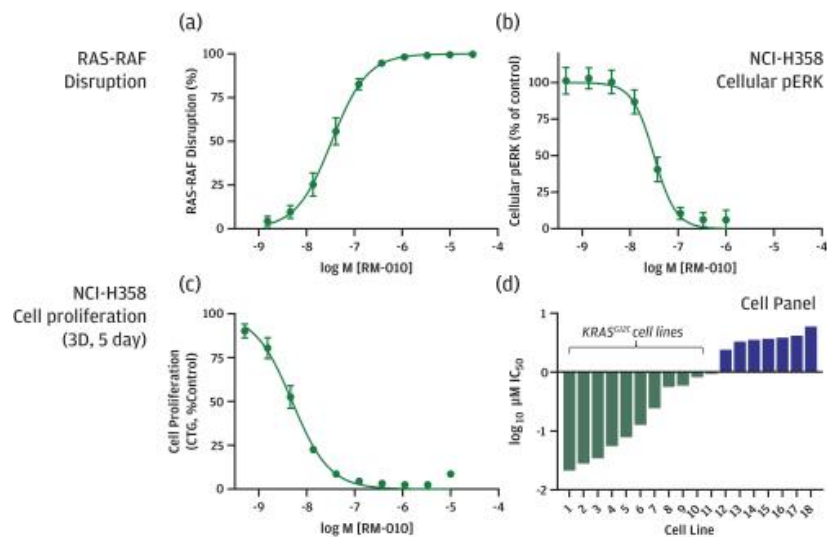 (a)
RAS-RAF
Disruption
RAS-RAF Disruption (%)
100
75
50
25
0
-9 -8 -7 -6 -5 -4
log M [RM-010]
(b)
NCI-H358
Cellular pERK
Cellular pERK (% of control)
125
100
75
50
25
0
-9 -8 -7 -6 -5 -4
log M [RM-010]
(c)
NCI-H358
Cell proliferation
(3D, 5 day)
Cell Proliferation
(CTG, %Control)
100
75
50
25
0
-9 -8 -7 -6 -5 -4
log M [RM-010]
(d)
Cell Panel
KRAS^G12C cell lines
log10 µM IC50
1
0
-1
-2
1 2 3 4 5 6 7 8 9 10 11 12 13 14 15 16 17 18
Cell Line